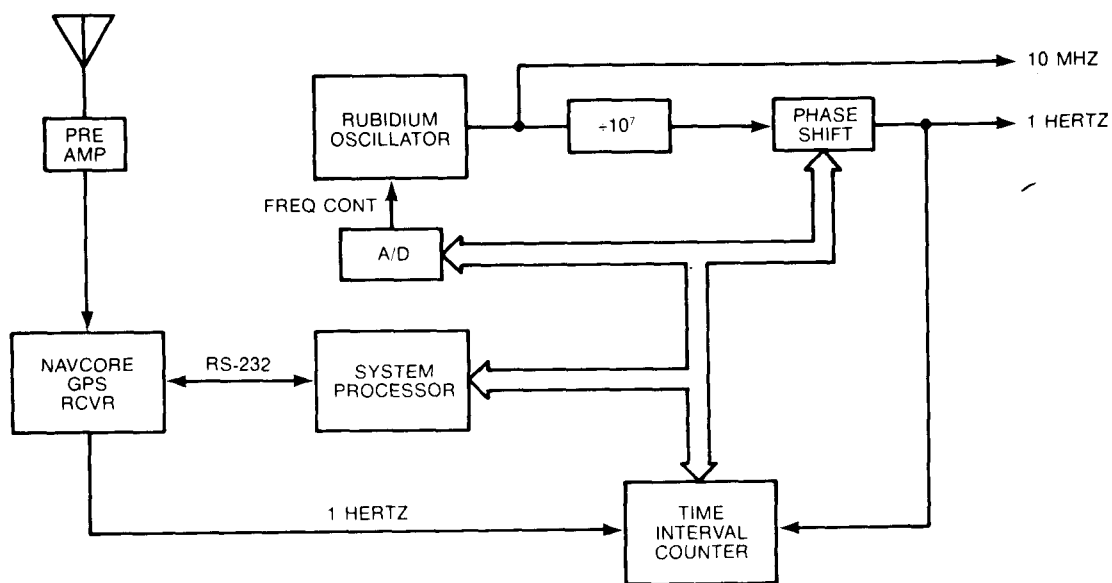 PRE
AMP
RUBIDIUM
OSCILLATOR
÷10⁷
PHASE
SHIFT
10 MHZ
1 HERTZ
FREQ CONT
A/D
NAVCORE
GPS
RCVR
RS-232
SYSTEM
PROCESSOR
1 HERTZ
TIME
INTERVAL
COUNTER